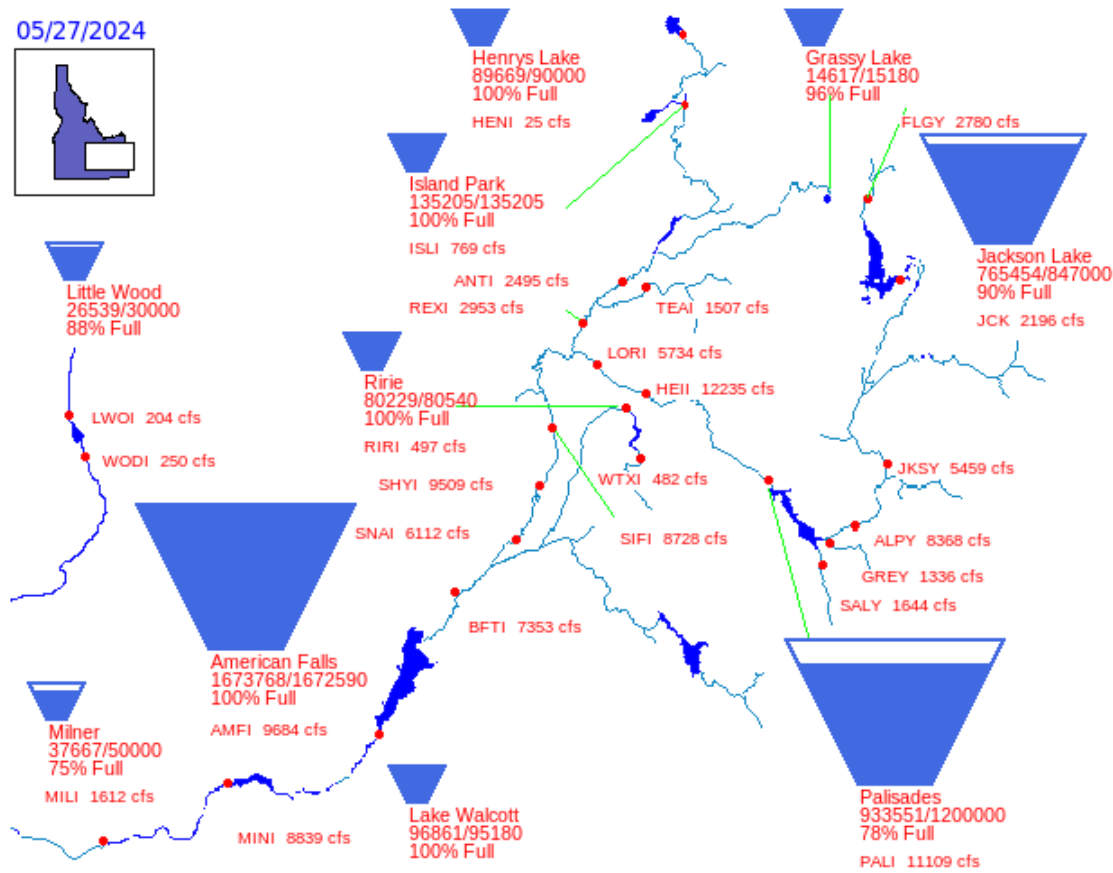 05/27/2024
Henrys Lake
89669/90000
100% Full
HENI 25 cfs
Grassy Lake
14617/15180
96% Full
FLGY 2780 cfs
Island Park
135205/135205
100% Full
ISLI 769 cfs
Jackson Lake
765454/847000
90% Full
JCK 2196 cfs
Little Wood
26539/30000
88% Full
ANTI 2495 cfs
REXI 2953 cfs
TEAI 1507 cfs
LORI 5734 cfs
HEII 12235 cfs
Ririe
80229/80540
100% Full
RIRI 497 cfs
LWOI 204 cfs
WODI 250 cfs
SHYI 9509 cfs
WTXI 482 cfs
JKSY 5459 cfs
SNAI 6112 cfs
SIFI 8728 cfs
ALPY 8368 cfs
GREY 1336 cfs
SALY 1644 cfs
BFTI 7353 cfs
American Falls
1673768/1672590
100% Full
AMFI 9684 cfs
Milner
37667/50000
75% Full
MILI 1612 cfs
MINI 8839 cfs
Lake Walcott
96861/95180
100% Full
Palisades
933551/1200000
78% Full
PALI 11109 cfs